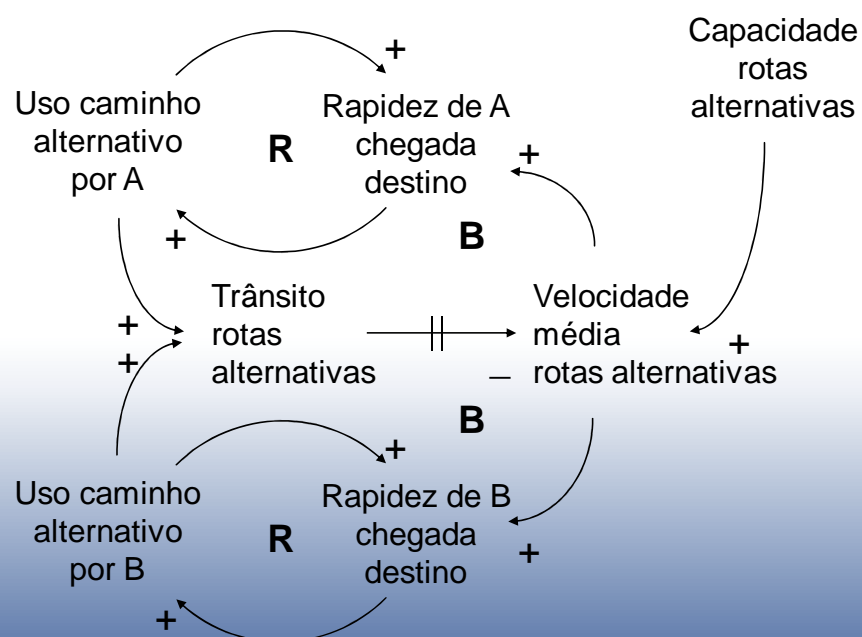 Capacidade
rotas
alternativas
+
Uso caminho
alternativo
por A
R
Rapidez de A
chegada
destino
+
+
B
+
+
Trânsito
rotas
alternativas
Velocidade
média
rotas alternativas
+
–
B
+
+
Uso caminho
alternativo
por B
R
Rapidez de B
chegada
destino
+
+